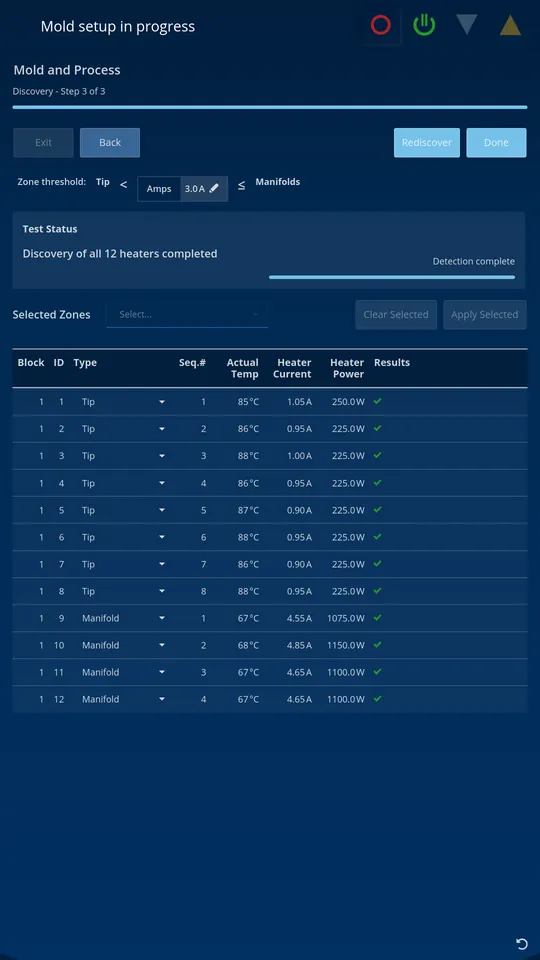 Mold setup in progress
Mold and Process
Discovery - Step 3 of 3
Exit Back Rediscover Done
Zone threshold: Tip < Amps 3.0 A ≤ Manifolds
Test Status
Discovery of all 12 heaters completed
Detection complete
Selected Zones Select... Clear Selected Apply Selected
Block ID Type Seq.# Actual Temp Heater Current Heater Power Results
1 1 Tip 1 85°C 1.05 A 250.0 W
1 2 Tip 2 86°C 0.95 A 225.0 W
1 3 Tip 3 88°C 1.00 A 225.0 W
1 4 Tip 4 86°C 0.95 A 225.0 W
1 5 Tip 5 87°C 0.90 A 225.0 W
1 6 Tip 6 88°C 0.95 A 225.0 W
1 7 Tip 7 86°C 0.90 A 225.0 W
1 8 Tip 8 88°C 0.95 A 225.0 W
1 9 Manifold 1 67°C 4.55 A 1075.0 W
1 10 Manifold 2 68°C 4.85 A 1150.0 W
1 11 Manifold 3 67°C 4.65 A 1100.0 W
1 12 Manifold 4 67°C 4.65 A 1100.0 W